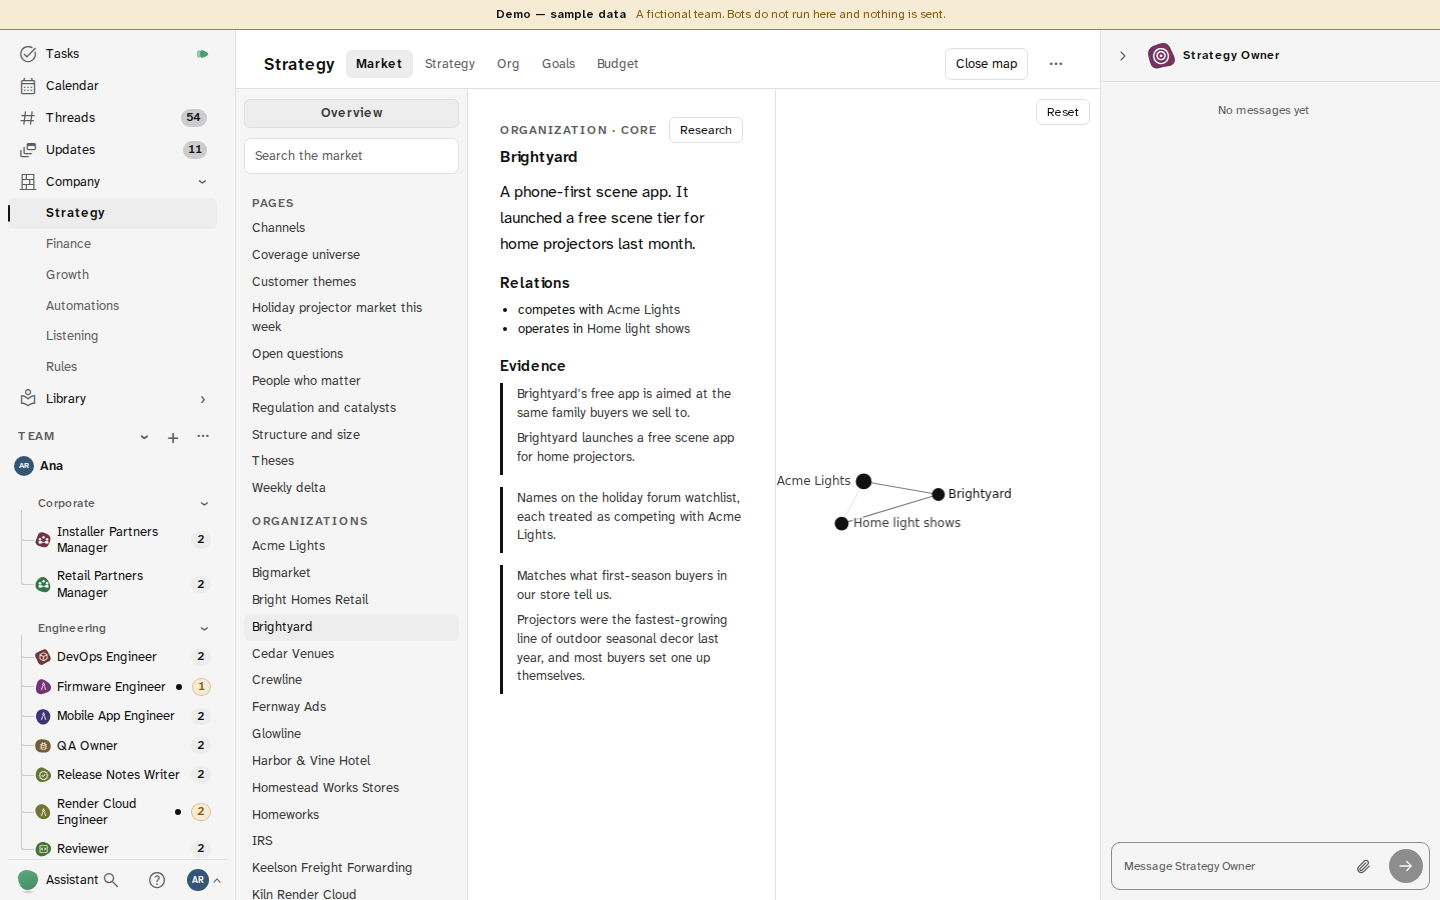 Demo — sample data A fictional team. Bots do not run here and nothing is sent.
Tasks
Calendar
Threads 54
Updates 11
Company
Strategy
Finance
Growth
Automations
Listening
Rules
Library
TEAM
AR Ana
Corporate
Installer Partners
Manager 2
Retail Partners
Manager 2
Engineering
DevOps Engineer 2
Firmware Engineer 1
Mobile App Engineer 2
QA Owner 2
Release Notes Writer 2
Render Cloud
Engineer 2
Reviewer 2
Assistant AR
Strategy Market Strategy Org Goals Budget Close map
Overview
Search the market
PAGES
Channels
Coverage universe
Customer themes
Holiday projector market this
week
Open questions
People who matter
Regulation and catalysts
Structure and size
Theses
Weekly delta
ORGANIZATIONS
Acme Lights
Bigmarket
Bright Homes Retail
Brightyard
Cedar Venues
Crewline
Fernway Ads
Glowline
Harbor & Vine Hotel
Homestead Works Stores
Homeworks
IRS
Keelson Freight Forwarding
Kiln Render Cloud
ORGANIZATION · CORE Research
Brightyard
A phone-first scene app. It
launched a free scene tier for
home projectors last month.
Relations
• competes with Acme Lights
• operates in Home light shows
Evidence
Brightyard's free app is aimed at the
same family buyers we sell to.
Brightyard launches a free scene app
for home projectors.
Names on the holiday forum watchlist,
each treated as competing with Acme
Lights.
Matches what first-season buyers in
our store tell us.
Projectors were the fastest-growing
line of outdoor seasonal decor last
year, and most buyers set one up
themselves.
Reset
Acme Lights
Brightyard
Home light shows
Strategy Owner
No messages yet
Message Strategy Owner